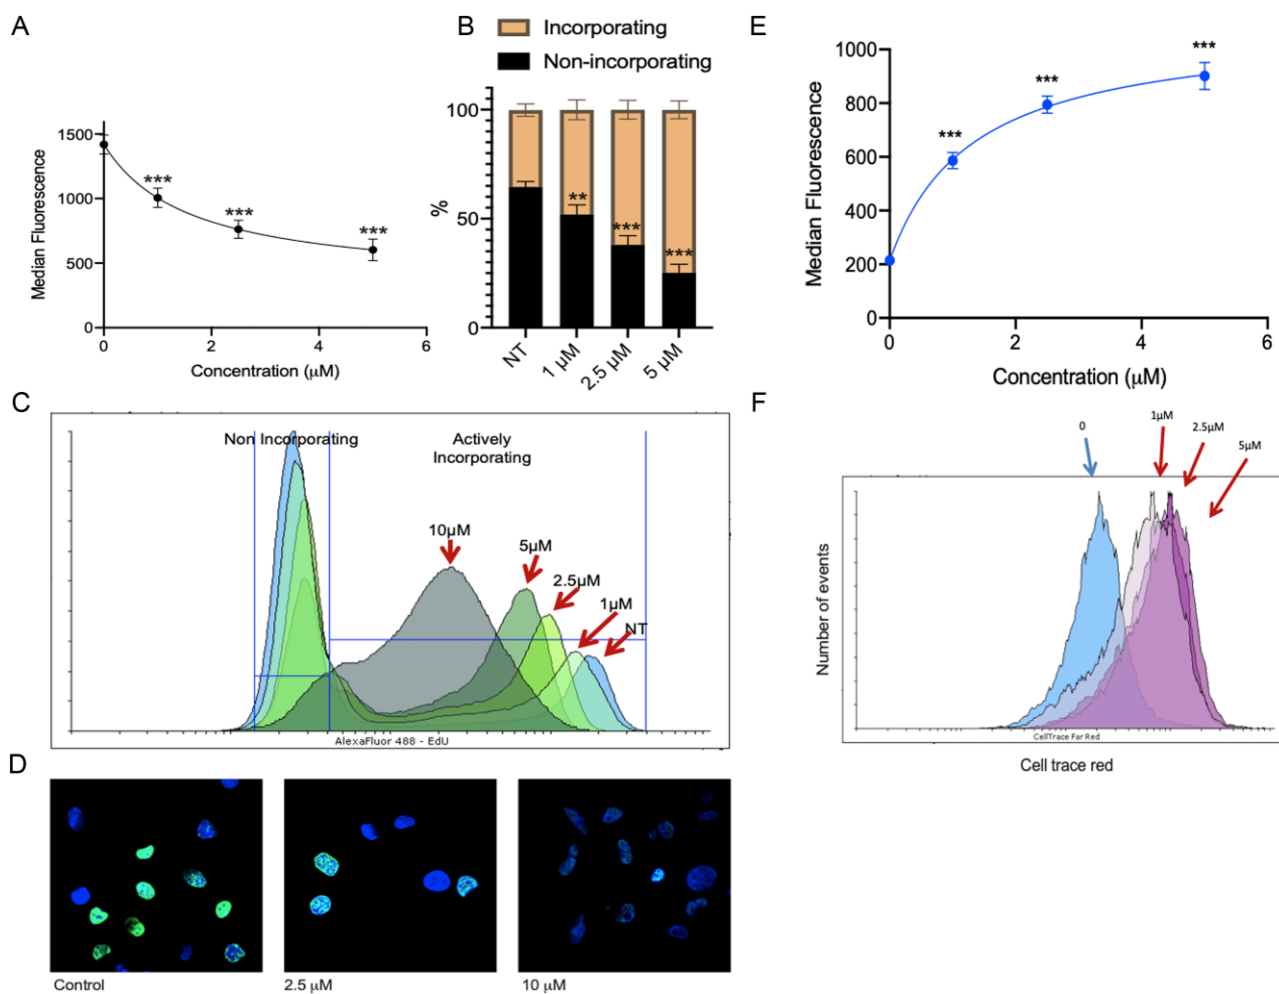 A
1500
1000
500
0
Median Fluorescence
***
***
***
0
2
4
6
Concentration (μM)
B
Incorporating
Non-incorporating
100
50
0
%
**
***
***
NT
1 μM
2.5 μM
5 μM
E
1000
800
600
400
200
0
Median Fluorescence
***
***
***
0
2
4
6
Concentration (μM)
C
Non Incorporating
Actively
Incorporating
10μM
5μM
2.5μM
1μM
NT
AlexaFluor 488 - EdU
F
0
1μM
2.5μM
5μM
Number of events
CellTrace Far Red
Cell trace red
D
Control
2.5 μM
10 μM